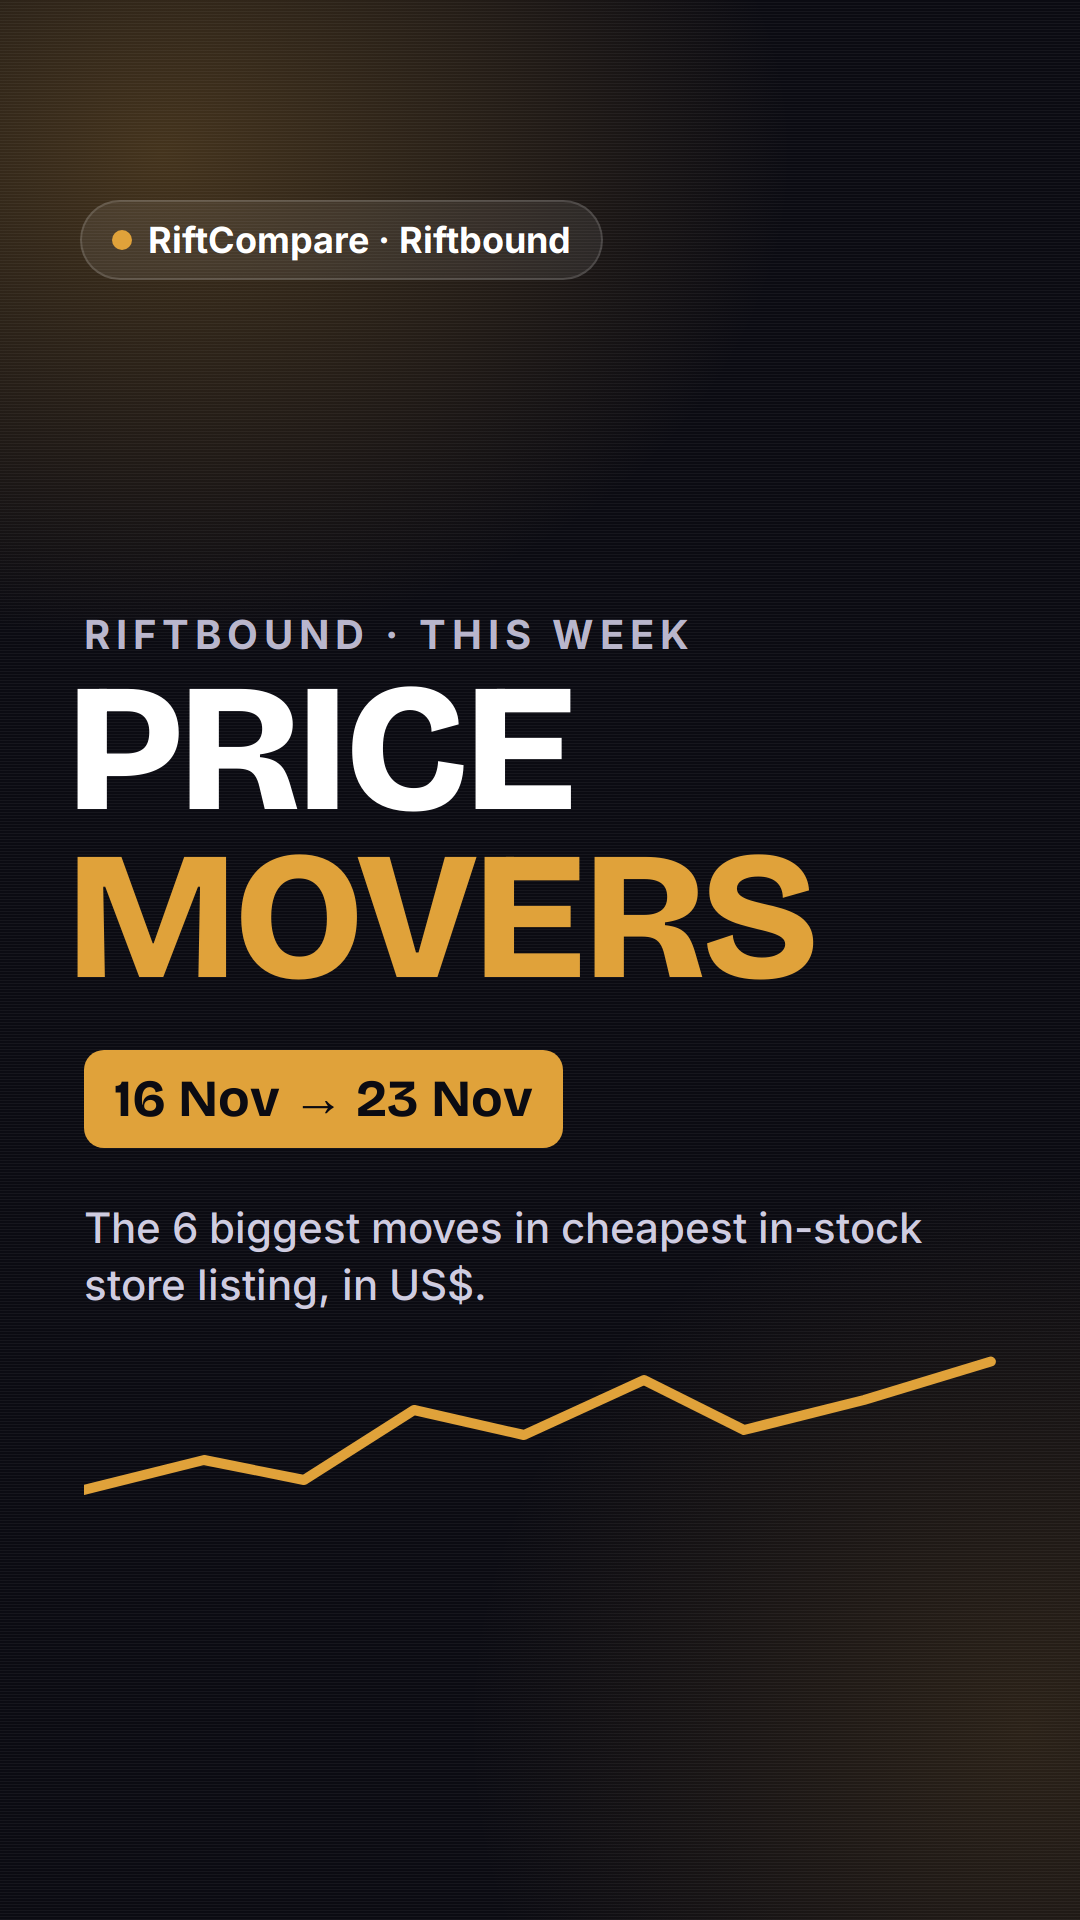 RiftCompare · Riftbound
RIFTBOUND · THIS WEEK
PRICE
MOVERS
16 Nov → 23 Nov
The 6 biggest moves in cheapest in-stock
store listing, in US$.